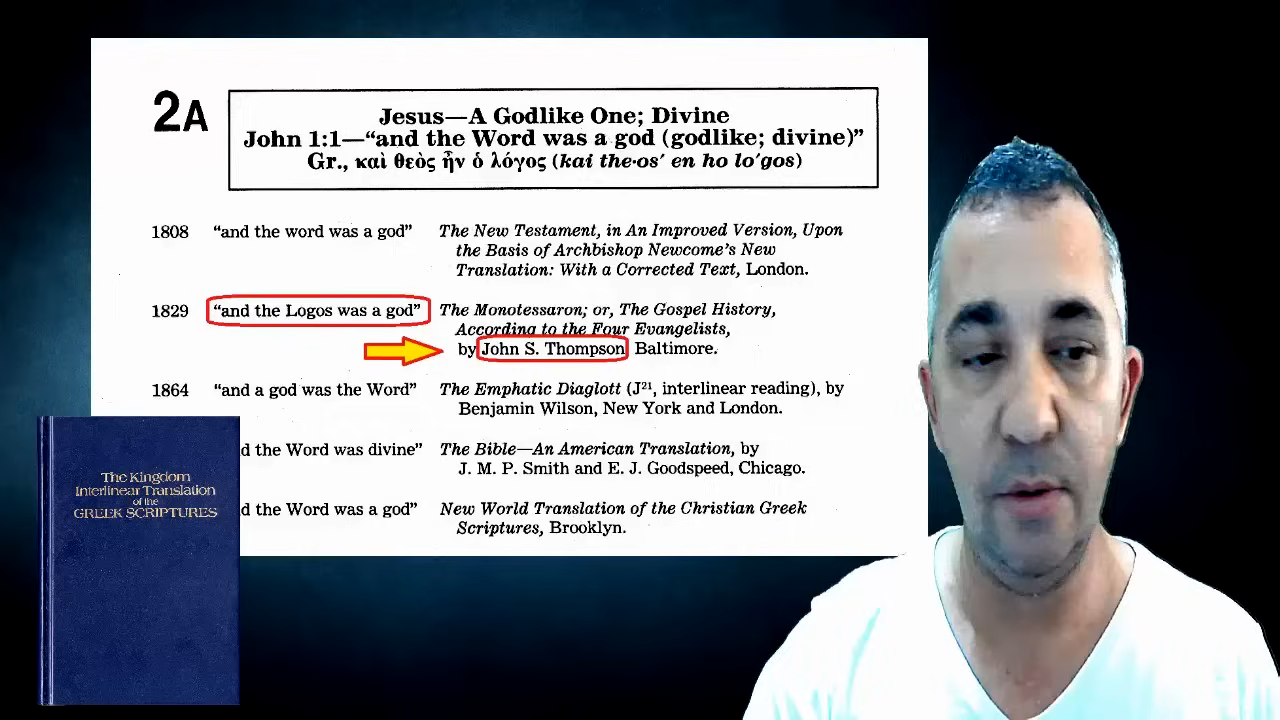 2A
Jesus—A Godlike One; Divine
John 1:1—“and the Word was a god (godlike; divine)”
Gr., καὶ θεὸς ἦν ὁ λόγος (kai the·os′ en ho lo′gos)
1808 “and the word was a god” The New Testament, in An Improved Version, Upon
the Basis of Archbishop Newcome's New
Translation: With a Corrected Text, London.
1829 “and the Logos was a god” The Monotessaron; or, The Gospel History,
According to the Four Evangelists,
by John S. Thompson, Baltimore.
1864 “and a god was the Word” The Emphatic Diaglott (J²¹, interlinear reading), by
Benjamin Wilson, New York and London.
d the Word was divine” The Bible—An American Translation, by
J. M. P. Smith and E. J. Goodspeed, Chicago.
d the Word was a god” New World Translation of the Christian Greek
Scriptures, Brooklyn.
The Kingdom
Interlinear Translation
of the
GREEK SCRIPTURES